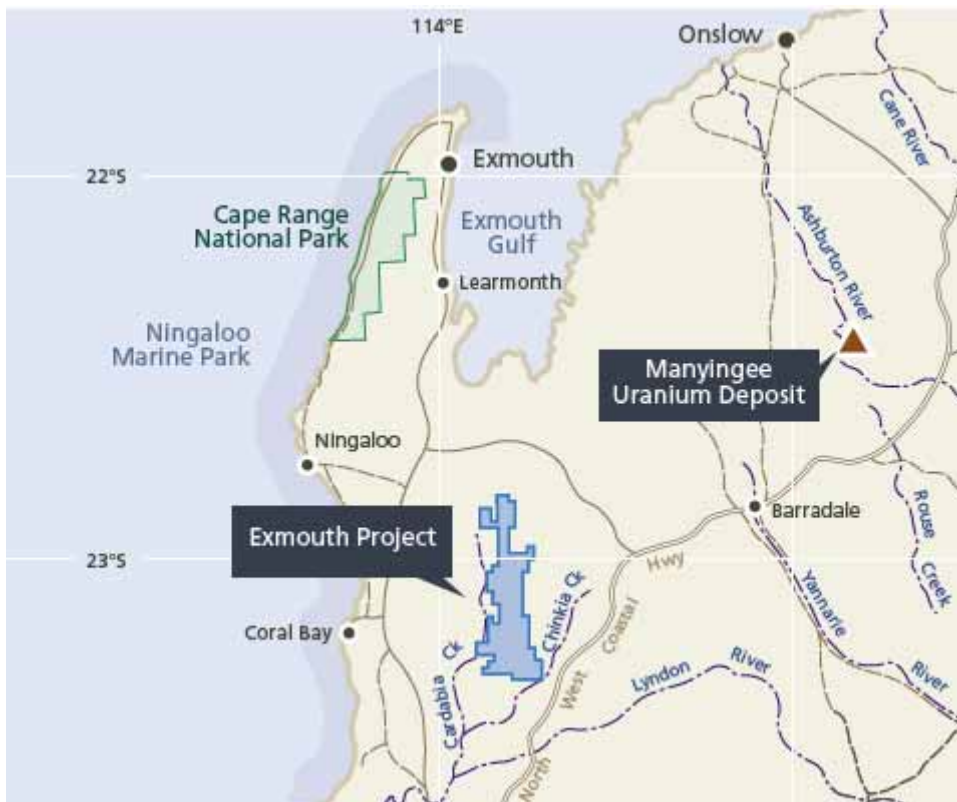 114°E
Onslow
Cane River
Exmouth
22°S
Cape Range
National Park
Exmouth
Gulf
Ashburton River
Learmonth
Ningaloo
Marine Park
Manyingee
Uranium Deposit
Ningaloo
Barradale
Rouse
Creek
Exmouth Project
23°S
Hwy
Coastal
West
North
Chinkia Ck
Yannarie
River
Coral Bay
Ck
Cardabia
Lyndon
River